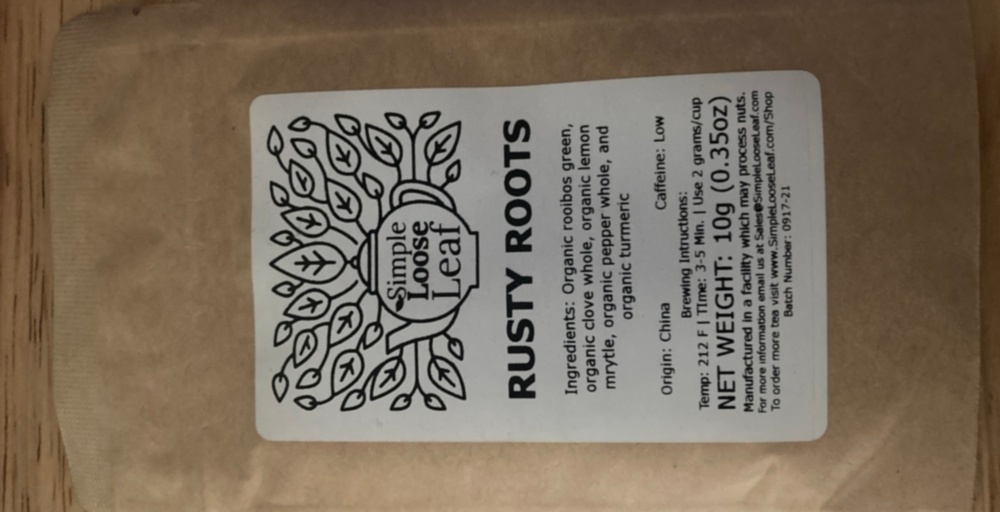 Simple
Loose
Leaf
RUSTY ROOTS
Ingredients: Organic rooibos green,
organic clove whole, organic lemon
mrytle, organic pepper whole, and
organic turmeric
Origin: China Caffeine: Low
Brewing Intructions:
Temp: 212 F | TIme: 3-5 Min. | Use 2 grams/cup
NET WEIGHT: 10g (0.35oz)
Manufactured in a facility which may process nuts.
For more information email us at Sales@SimpleLooseLeaf.com
To order more tea visit www.SimpleLooseLeaf.com/Shop
Batch Number: 0917-21